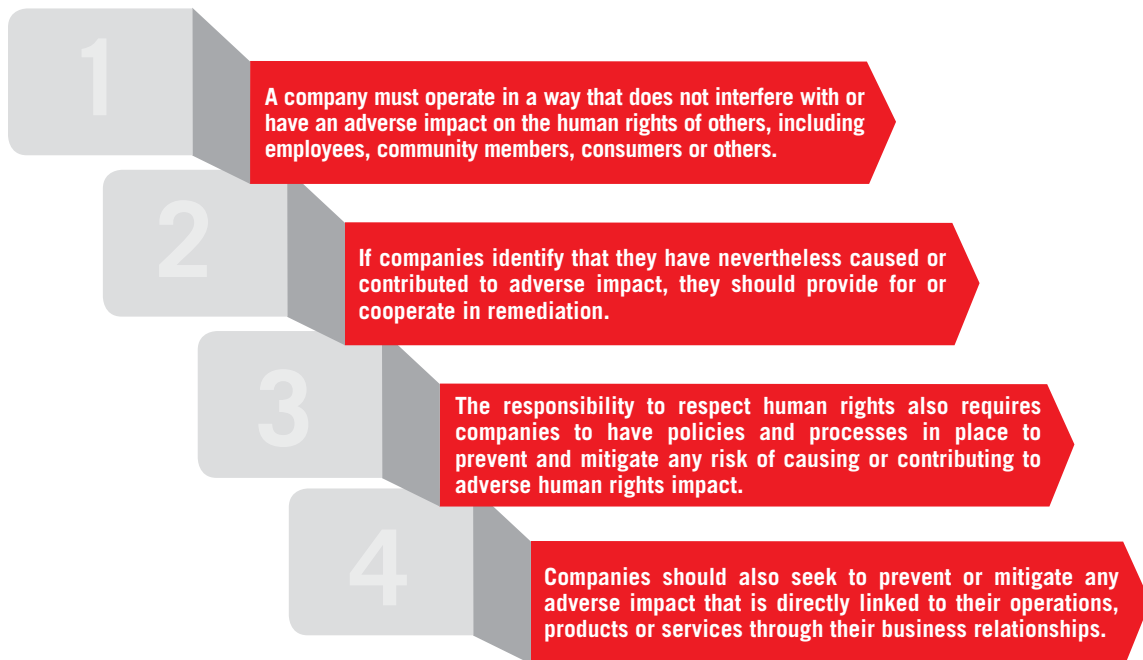 1
A company must operate in a way that does not interfere with or
have an adverse impact on the human rights of others, including
employees, community members, consumers or others.
2
If companies identify that they have nevertheless caused or
contributed to adverse impact, they should provide for or
cooperate in remediation.
3
The responsibility to respect human rights also requires
companies to have policies and processes in place to
prevent and mitigate any risk of causing or contributing to
adverse human rights impact.
4
Companies should also seek to prevent or mitigate any
adverse impact that is directly linked to their operations,
products or services through their business relationships.